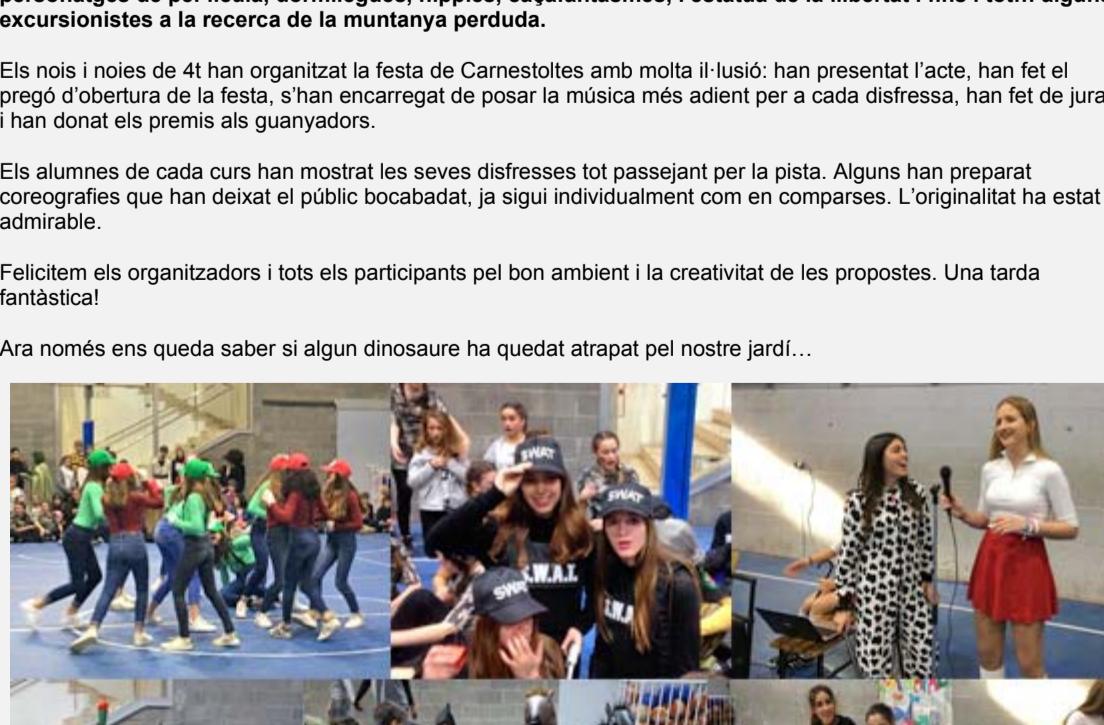 excursionistes a la recerca de la muntanya perduda.
Els nois i noies de 4t han organitzat la festa de Carnestoltes amb molta il·lusió: han presentat l’acte, han fet el
pregó d’obertura de la festa, s’han encarregat de posar la música més adient per a cada disfressa, han fet de jura
i han donat els premis als guanyadors.
Els alumnes de cada curs han mostrat les seves disfresses tot passejant per la pista. Alguns han preparat
coreografies que han deixat el públic bocabadat, ja sigui individualment com en comparses. L’originalitat ha estat
admirable.
Felicitem els organitzadors i tots els participants pel bon ambient i la creativitat de les propostes. Una tarda
fantàstica!
Ara només ens queda saber si algun dinosaure ha quedat atrapat pel nostre jardí…
SWAT
SWAT